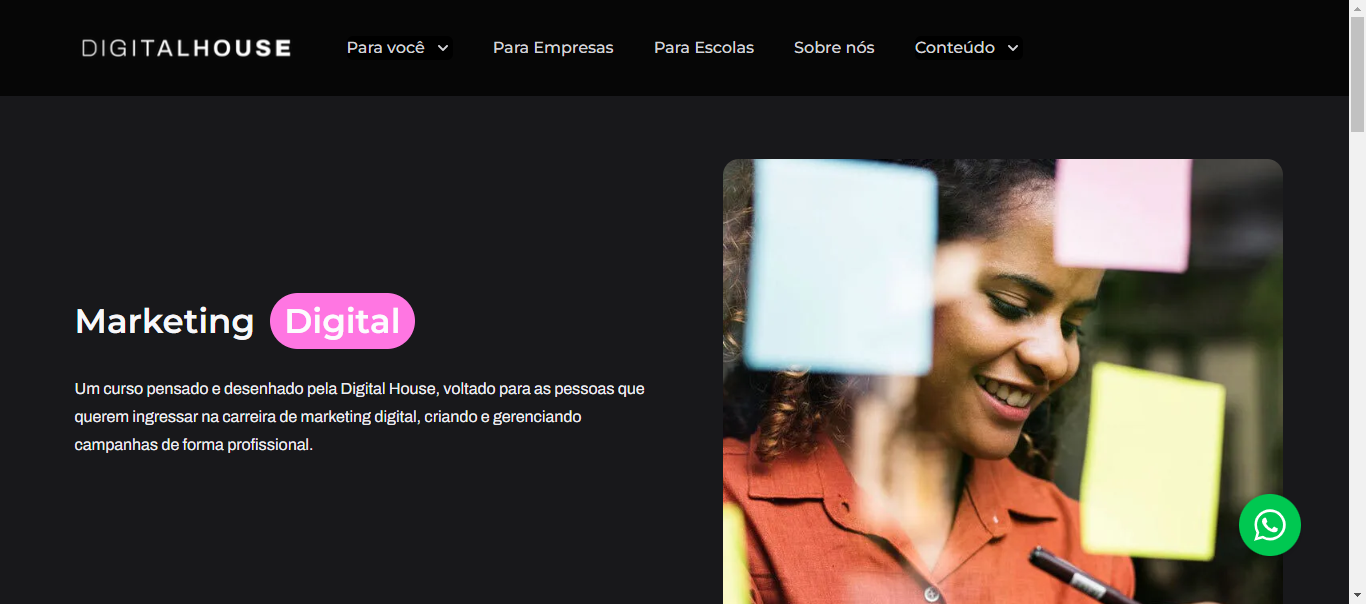 DIGITALHOUSE
Para você
Para Empresas
Para Escolas
Sobre nós
Conteúdo
Marketing Digital
Um curso pensado e desenhado pela Digital House, voltado para as pessoas que
querem ingressar na carreira de marketing digital, criando e gerenciando
campanhas de forma profissional.